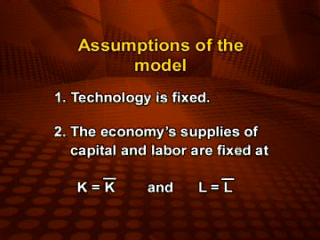 Assumptions of the
model
1. Technology is fixed.
2. The economy's supplies of
capital and labor are fixed at
K = K̅ and L = L̅